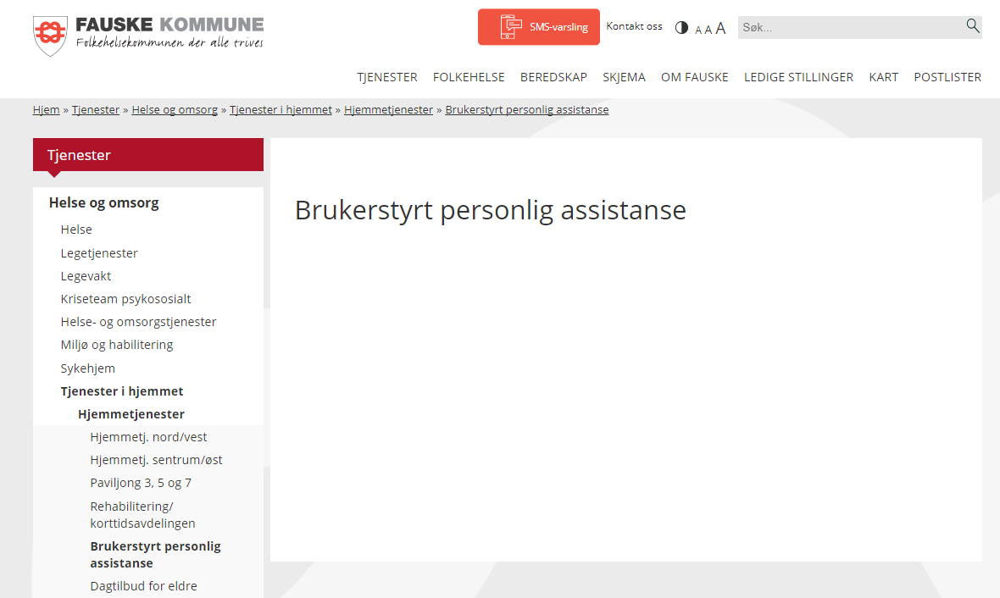 FAUSKE KOMMUNE
Folkehelsekommunen der alle trives
SMS-varsling
Kontakt oss
A A A
Søk...
TJENESTER FOLKEHELSE BEREDSKAP SKJEMA OM FAUSKE LEDIGE STILLINGER KART POSTLISTER
Hjem » Tjenester » Helse og omsorg » Tjenester i hjemmet » Hjemmetjenester » Brukerstyrt personlig assistanse
Tjenester
Helse og omsorg
Helse
Legetjenester
Legevakt
Kriseteam psykososialt
Helse- og omsorgstjenester
Miljø og habilitering
Sykehjem
Tjenester i hjemmet
Hjemmetjenester
Hjemmetj. nord/vest
Hjemmetj. sentrum/øst
Paviljong 3, 5 og 7
Rehabilitering/
korttidsavdelingen
Brukerstyrt personlig
assistanse
Dagtilbud for eldre
Brukerstyrt personlig assistanse